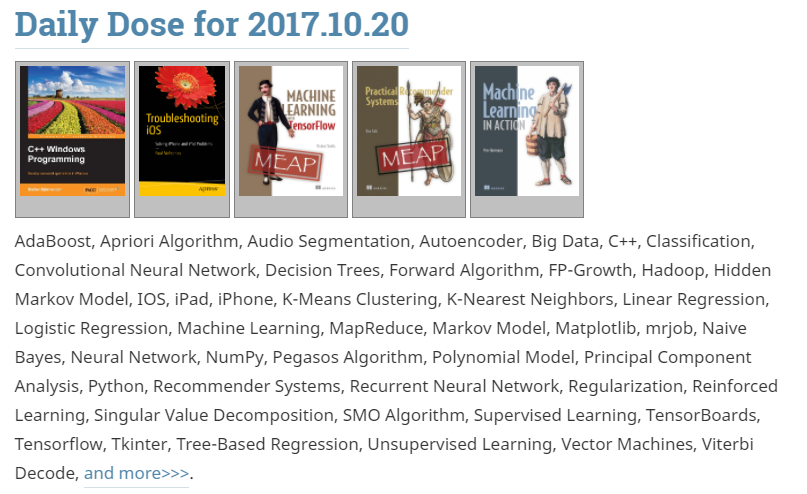 Daily Dose for 2017.10.20
C++ Windows
Programming
PACKT
Troubleshooting
iOS
Apress
MACHINE
LEARNING
with TensorFlow
MEAP
Practical Recommender
Systems
MEAP
Machine
Learning
IN ACTION
AdaBoost, Apriori Algorithm, Audio Segmentation, Autoencoder, Big Data, C++, Classification,
Convolutional Neural Network, Decision Trees, Forward Algorithm, FP-Growth, Hadoop, Hidden
Markov Model, IOS, iPad, iPhone, K-Means Clustering, K-Nearest Neighbors, Linear Regression,
Logistic Regression, Machine Learning, MapReduce, Markov Model, Matplotlib, mrjob, Naive
Bayes, Neural Network, NumPy, Pegasos Algorithm, Polynomial Model, Principal Component
Analysis, Python, Recommender Systems, Recurrent Neural Network, Regularization, Reinforced
Learning, Singular Value Decomposition, SMO Algorithm, Supervised Learning, TensorBoards,
Tensorflow, Tkinter, Tree-Based Regression, Unsupervised Learning, Vector Machines, Viterbi
Decode, and more>>>.